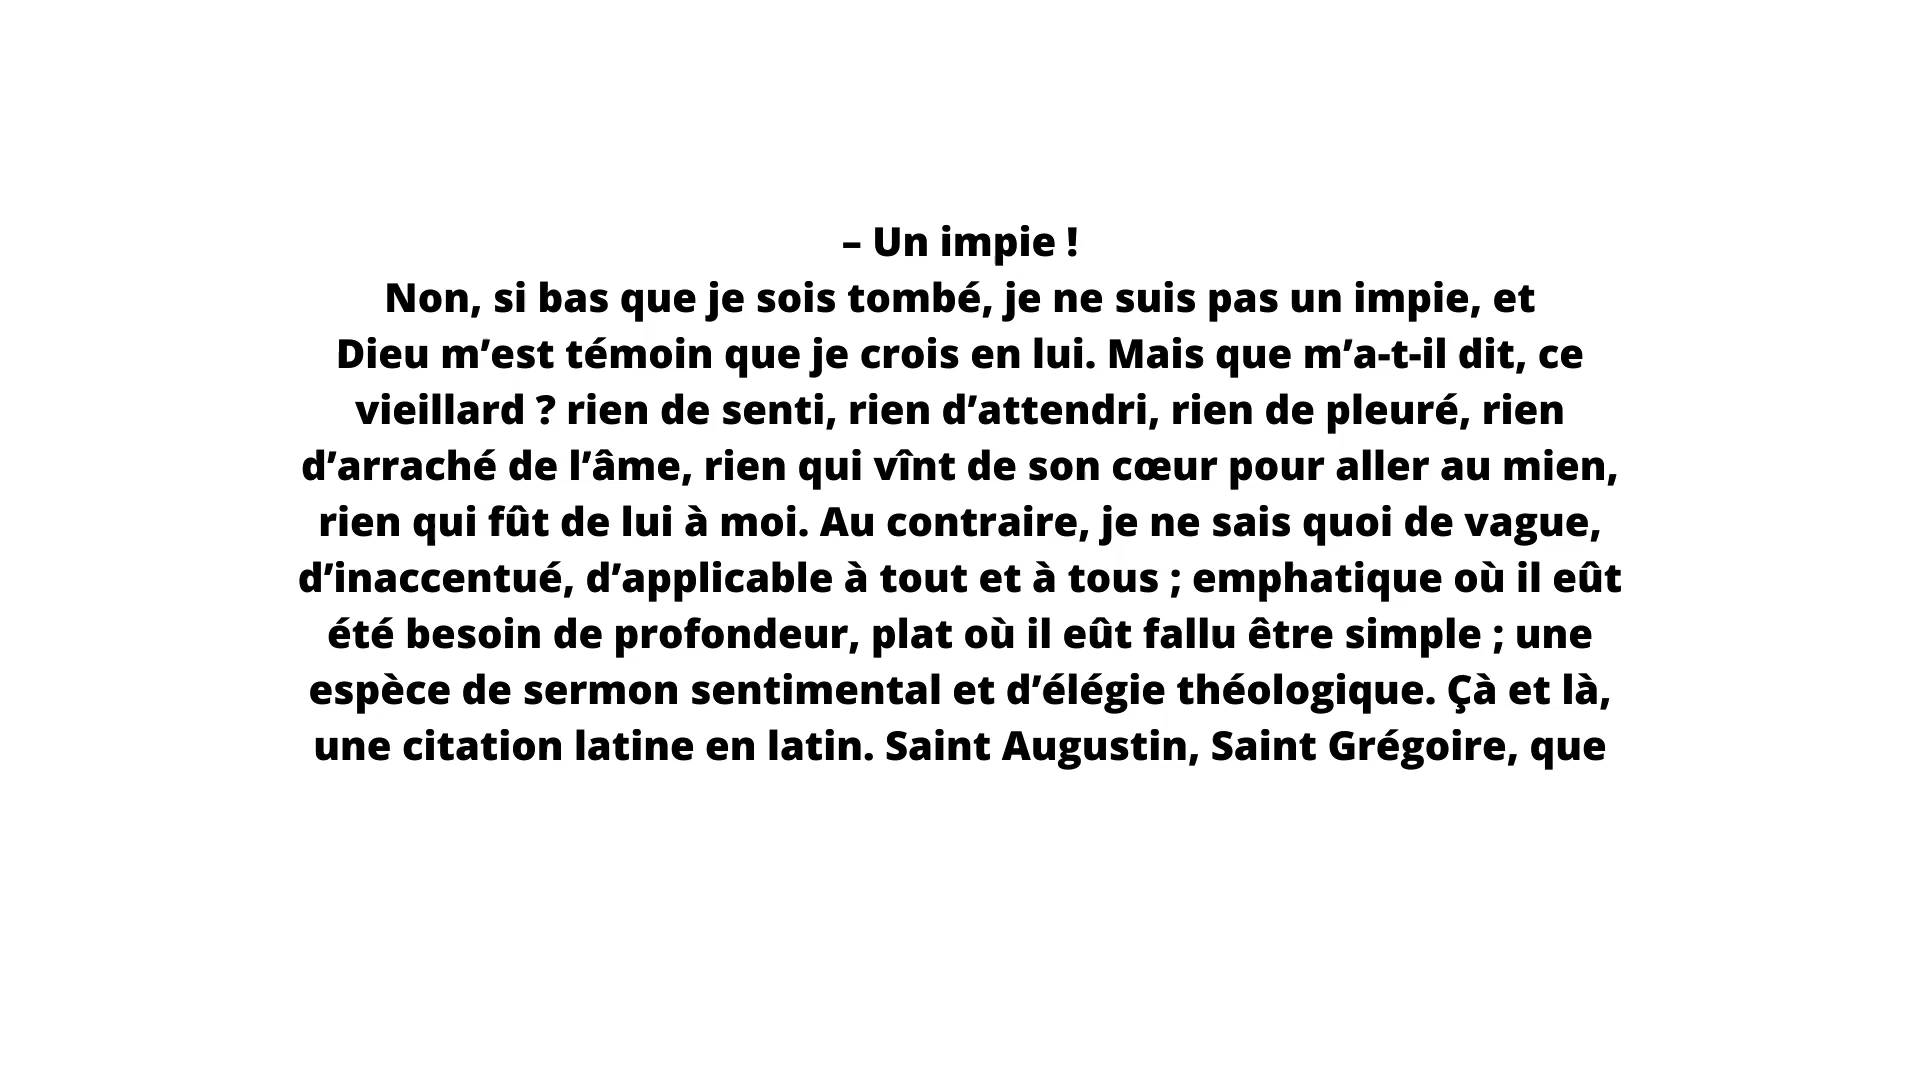 – Un impie !
Non, si bas que je sois tombé, je ne suis pas un impie, et
Dieu m’est témoin que je crois en lui. Mais que m’a-t-il dit, ce
vieillard ? rien de senti, rien d’attendri, rien de pleuré, rien
d’arraché de l’âme, rien qui vînt de son cœur pour aller au mien,
rien qui fût de lui à moi. Au contraire, je ne sais quoi de vague,
d’inaccentué, d’applicable à tout et à tous ; emphatique où il eût
été besoin de profondeur, plat où il eût fallu être simple ; une
espèce de sermon sentimental et d’élégie théologique. Çà et là,
une citation latine en latin. Saint Augustin, Saint Grégoire, que